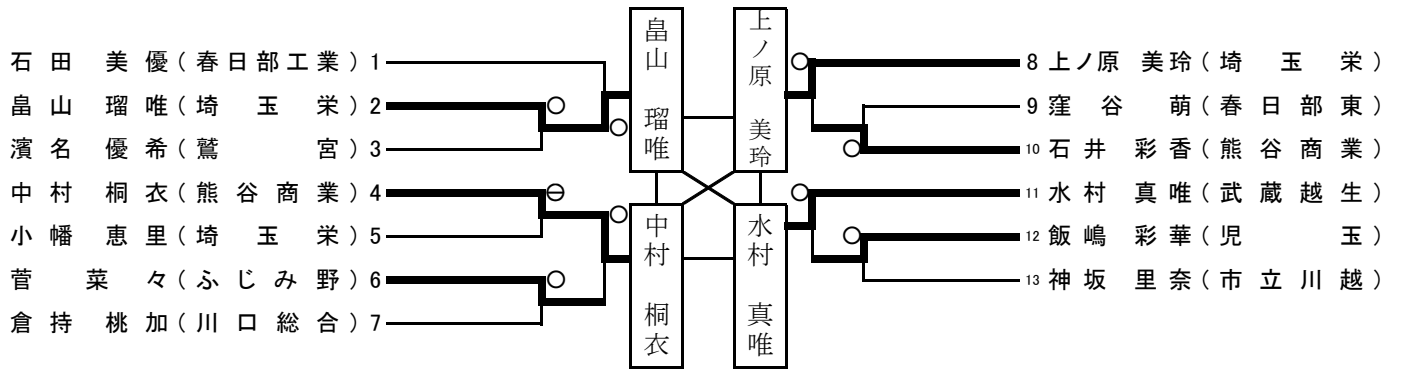 石田 美優（春日部工業）1
畠山 瑠唯（埼玉栄）2
濱名 優希（鷲宮）3
中村 桐衣（熊谷商業）4
小幡 恵里（埼玉栄）5
菅 菜々（ふじみ野）6
倉持 桃加（川口総合）7
畠山 瑠唯
中村 桐衣
上ノ原 美玲
水村 真唯
8 上ノ原 美玲（埼玉栄）
9 窪谷 萌（春日部東）
10 石井 彩香（熊谷商業）
11 水村 真唯（武蔵越生）
12 飯嶋 彩華（児玉）
13 神坂 里奈（市立川越）